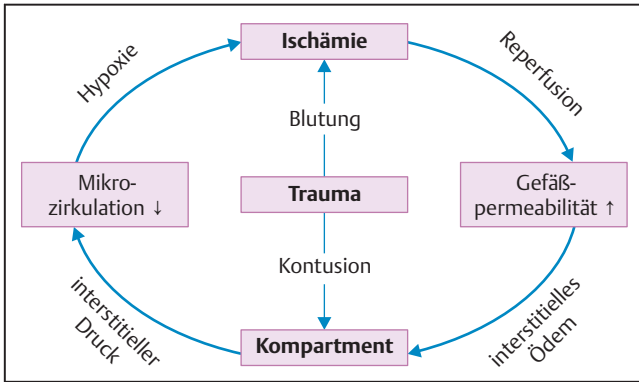 Ischämie
Hypoxie
Reperfusion
Blutung
Mikro-
zirkulation ↓
Trauma
Gefäß-
permeabilität ↑
Kontusion
interstitieller
Druck
interstitielles
Ödem
Kompartment